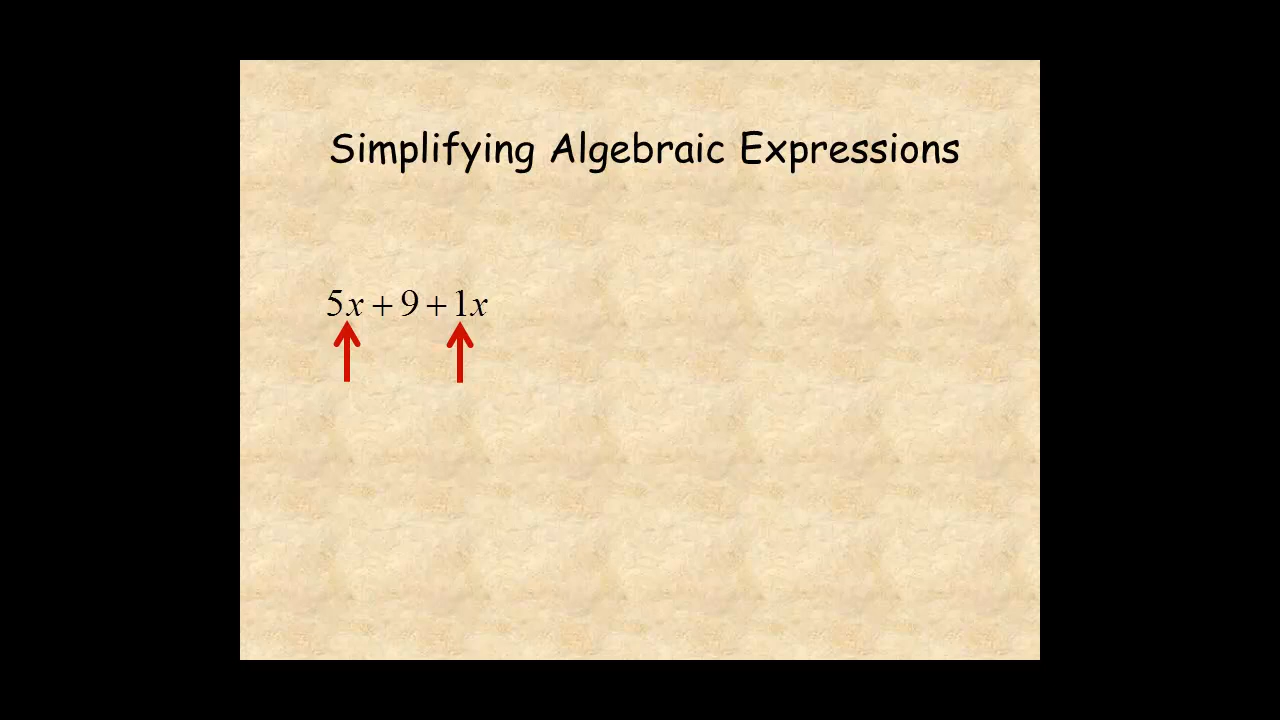 Simplifying Algebraic Expressions
5x + 9 + 1x